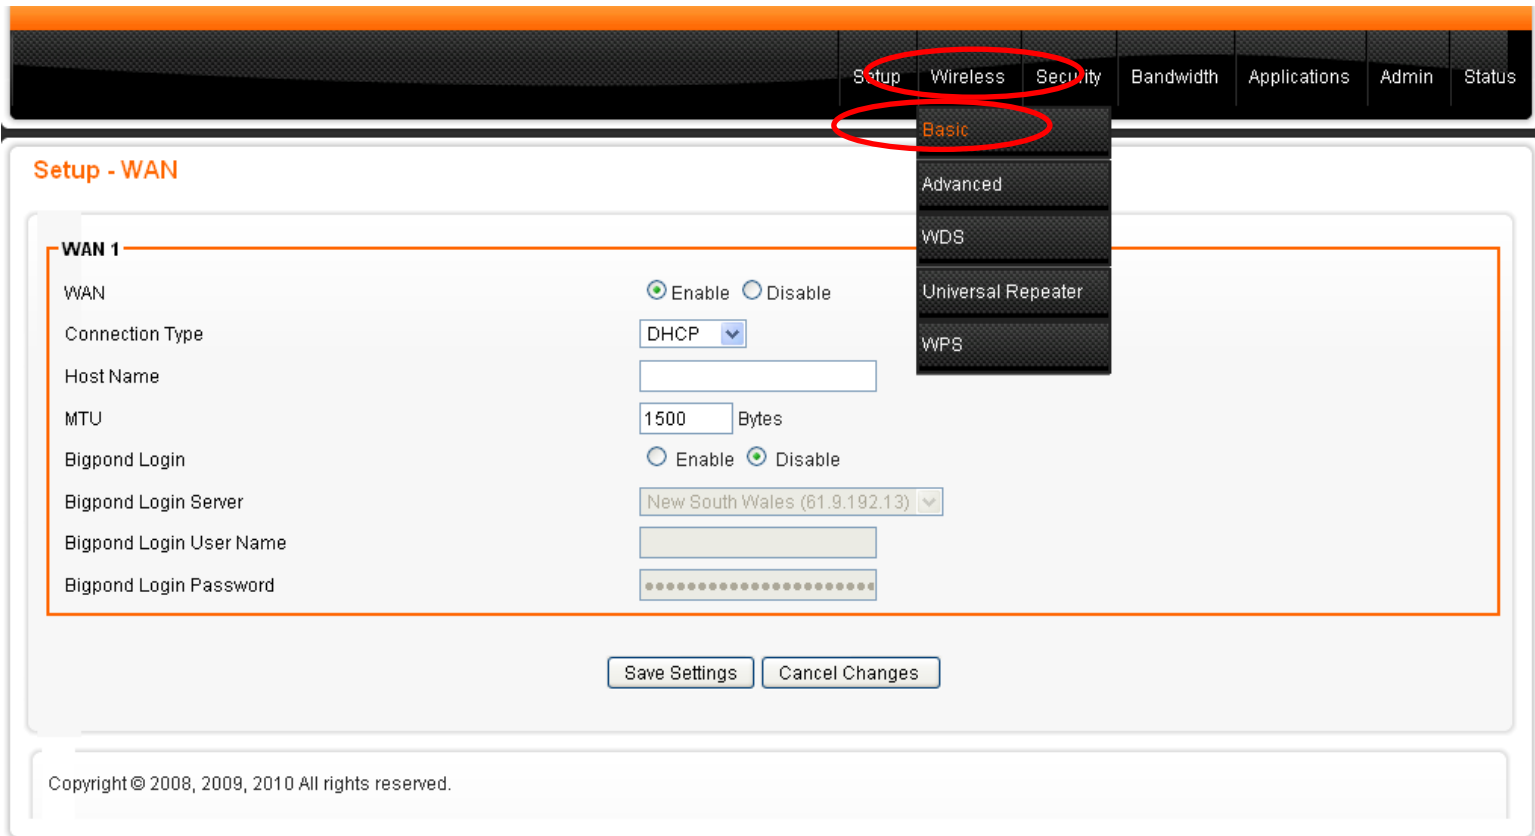 Setup Wireless Security Bandwidth Applications Admin Status
Basic
Advanced
WDS
Universal Repeater
WPS
Setup - WAN
WAN 1
WAN Enable Disable
Connection Type DHCP
Host Name
MTU 1500 Bytes
Bigpond Login Enable Disable
Bigpond Login Server New South Wales (61.9.192.13)
Bigpond Login User Name
Bigpond Login Password
Save Settings Cancel Changes
Copyright © 2008, 2009, 2010 All rights reserved.